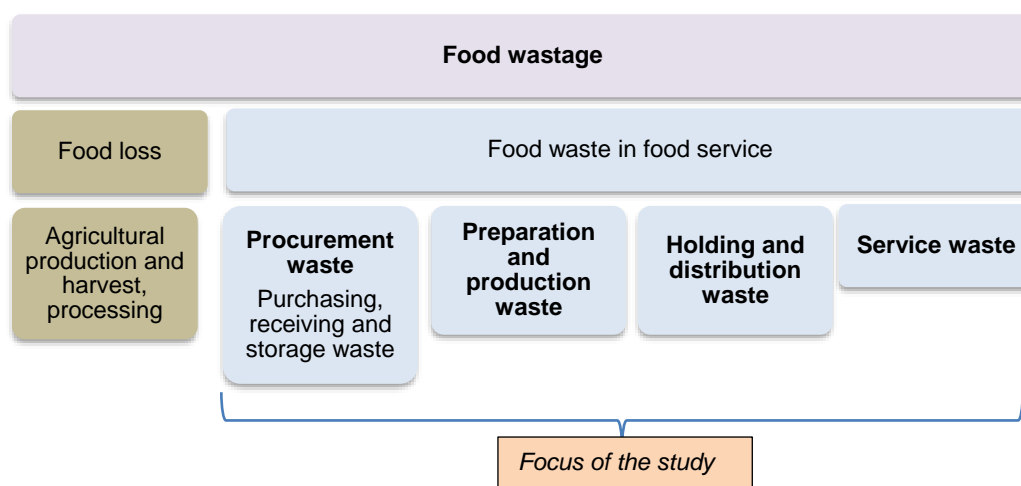 Food wastage
Food loss
Food waste in food service
Agricultural
production and
harvest,
processing
Procurement
waste
Purchasing,
receiving and
storage waste
Preparation
and
production
waste
Holding and
distribution
waste
Service waste
Focus of the study